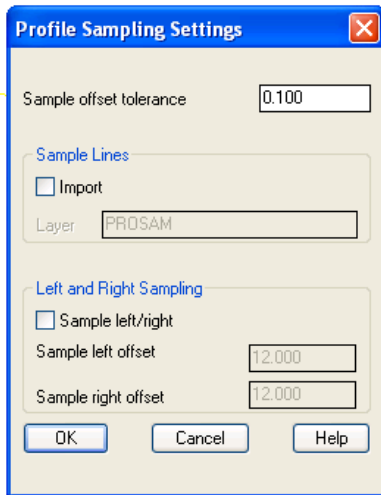 Profile Sampling Settings
Sample offset tolerance 0.100
Sample Lines
Import
Layer PROSAM
Left and Right Sampling
Sample left/right
Sample left offset 12.000
Sample right offset 12.000
OK Cancel Help